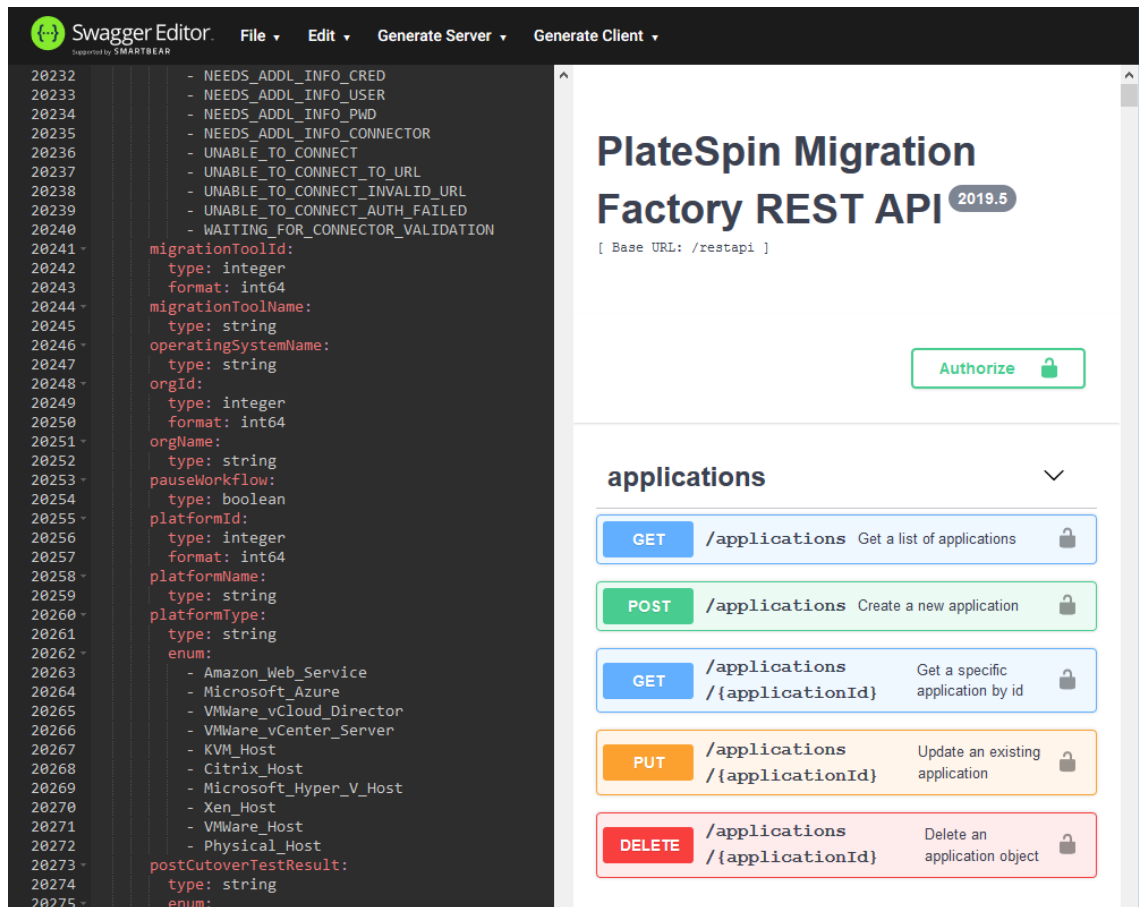 Swagger Editor.
Supported by SMARTBEAR
File
Edit
Generate Server
Generate Client
20232 - NEEDS_ADDL_INFO_CRED
20233 - NEEDS_ADDL_INFO_USER
20234 - NEEDS_ADDL_INFO_PWD
20235 - NEEDS_ADDL_INFO_CONNECTOR
20236 - UNABLE_TO_CONNECT
20237 - UNABLE_TO_CONNECT_TO_URL
20238 - UNABLE_TO_CONNECT_INVALID_URL
20239 - UNABLE_TO_CONNECT_AUTH_FAILED
20240 - WAITING_FOR_CONNECTOR_VALIDATION
20241 migrationToolId:
20242 type: integer
20243 format: int64
20244 migrationToolName:
20245 type: string
20246 operatingSystemName:
20247 type: string
20248 orgId:
20249 type: integer
20250 format: int64
20251 orgName:
20252 type: string
20253 pauseWorkflow:
20254 type: boolean
20255 platformId:
20256 type: integer
20257 format: int64
20258 platformName:
20259 type: string
20260 platformType:
20261 type: string
20262 enum:
20263 - Amazon_Web_Service
20264 - Microsoft_Azure
20265 - VMWare_vCloud_Director
20266 - VMWare_vCenter_Server
20267 - KVM_Host
20268 - Citrix_Host
20269 - Microsoft_Hyper_V_Host
20270 - Xen_Host
20271 - VMWare_Host
20272 - Physical_Host
20273 postCutoverTestResult:
20274 type: string
20275 enum:
PlateSpin Migration
Factory REST API 2019.5
[ Base URL: /restapi ]
Authorize
applications
GET /applications Get a list of applications
POST /applications Create a new application
GET /applications
/{applicationId}
Get a specific
application by id
PUT /applications
/{applicationId}
Update an existing
application
DELETE /applications
/{applicationId}
Delete an
application object